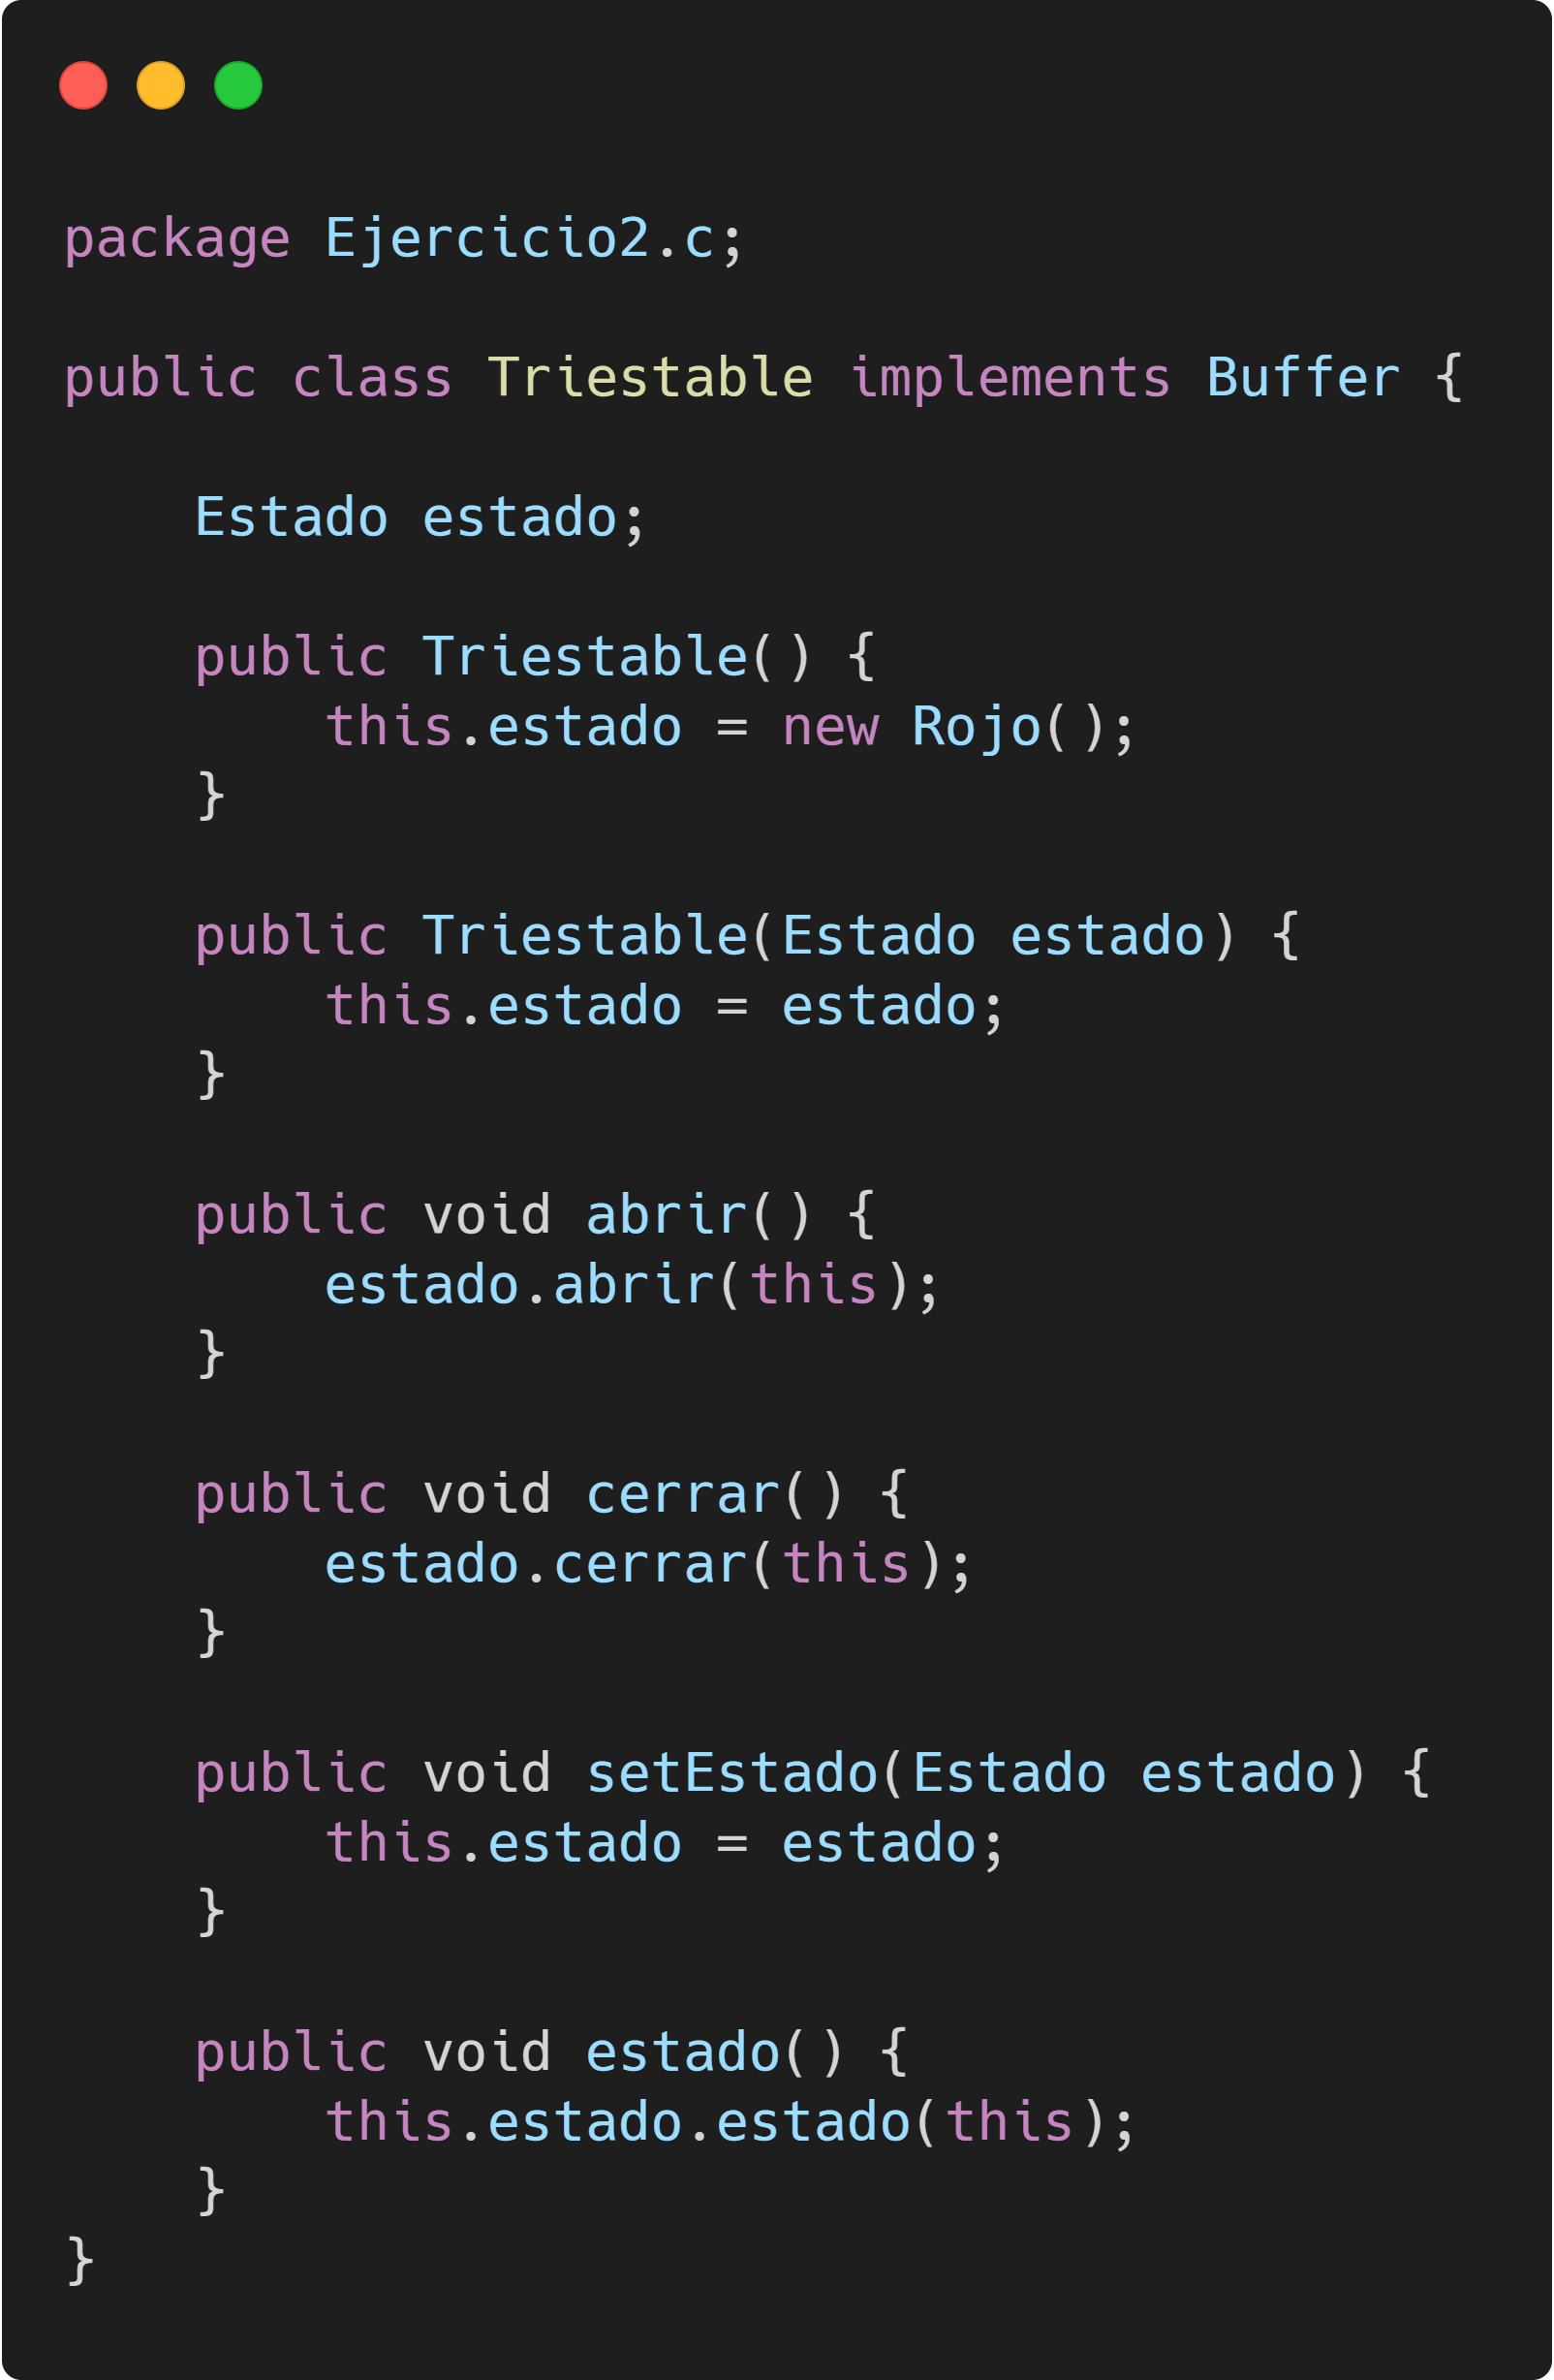 package Ejercicio2.c;
public class Triestable implements Buffer {
    Estado estado;
    public Triestable() {
        this.estado = new Rojo();
    }
    public Triestable(Estado estado) {
        this.estado = estado;
    }
    public void abrir() {
        estado.abrir(this);
    }
    public void cerrar() {
        estado.cerrar(this);
    }
    public void setEstado(Estado estado) {
        this.estado = estado;
    }
    public void estado() {
        this.estado.estado(this);
    }
}